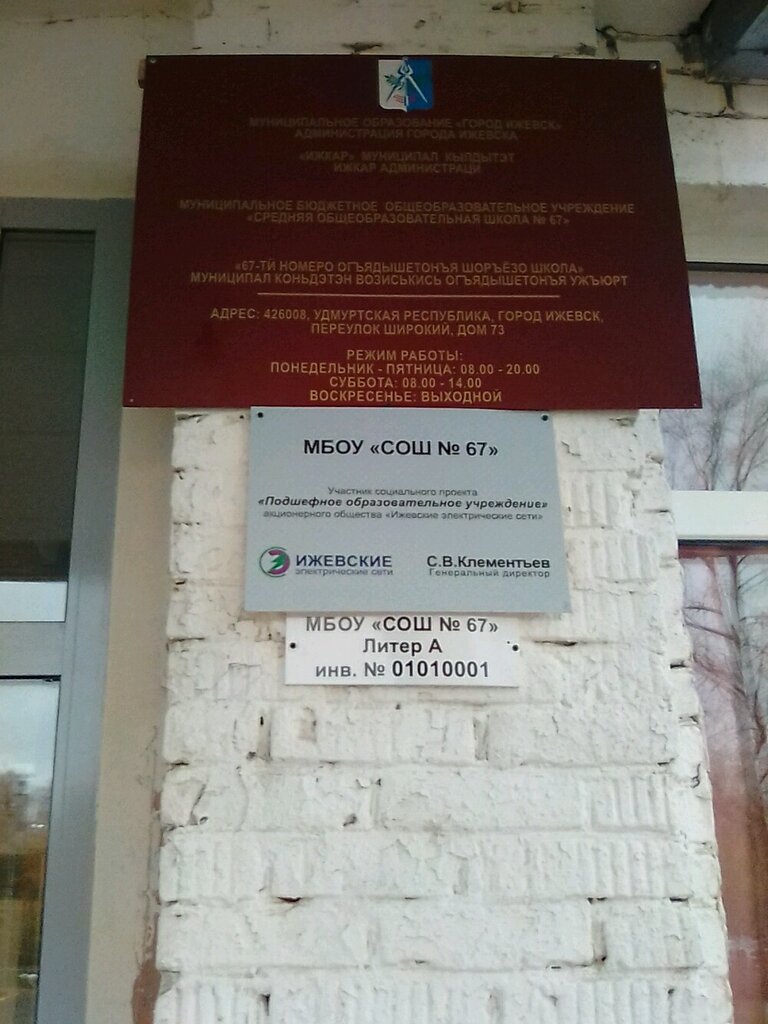 МУНИЦИПАЛЬНОЕ ОБРАЗОВАНИЕ «ГОРОД ИЖЕВСК»
АДМИНИСТРАЦИЯ ГОРОДА ИЖЕВСКА
«ИЖКАР» МУНИЦИПАЛ КЫЛДЫТЭТ
ИЖКАР АДМИНИСТРАЦИ
МУНИЦИПАЛЬНОЕ БЮДЖЕТНОЕ ОБЩЕОБРАЗОВАТЕЛЬНОЕ УЧРЕЖДЕНИЕ
«СРЕДНЯЯ ОБЩЕОБРАЗОВАТЕЛЬНАЯ ШКОЛА № 67»
«67-ТӤ НОМЕРО ОГЪЯДЫШЕТОНЪЯ ШОРЪЁЗО ШКОЛА»
МУНИЦИПАЛ КОНЬДЭТЭН ВОЗИСЬКИСЬ ОГЪЯДЫШЕТОНЪЯ УЖЪЮРТ
АДРЕС: 426008, УДМУРТСКАЯ РЕСПУБЛИКА, ГОРОД ИЖЕВСК,
ПЕРЕУЛОК ШИРОКИЙ, ДОМ 73
РЕЖИМ РАБОТЫ:
ПОНЕДЕЛЬНИК - ПЯТНИЦА: 08.00 - 20.00
СУББОТА: 08.00 - 14.00
ВОСКРЕСЕНЬЕ: ВЫХОДНОЙ
МБОУ «СОШ № 67»
Участник социального проекта
«Подшефное образовательное учреждение»
акционерного общества «Ижевские электрические сети»
ИЖЕВСКИЕ С.В.Клементьев
электрические сети Генеральный директор
МБОУ «СОШ № 67»
Литер А
инв. № 01010001